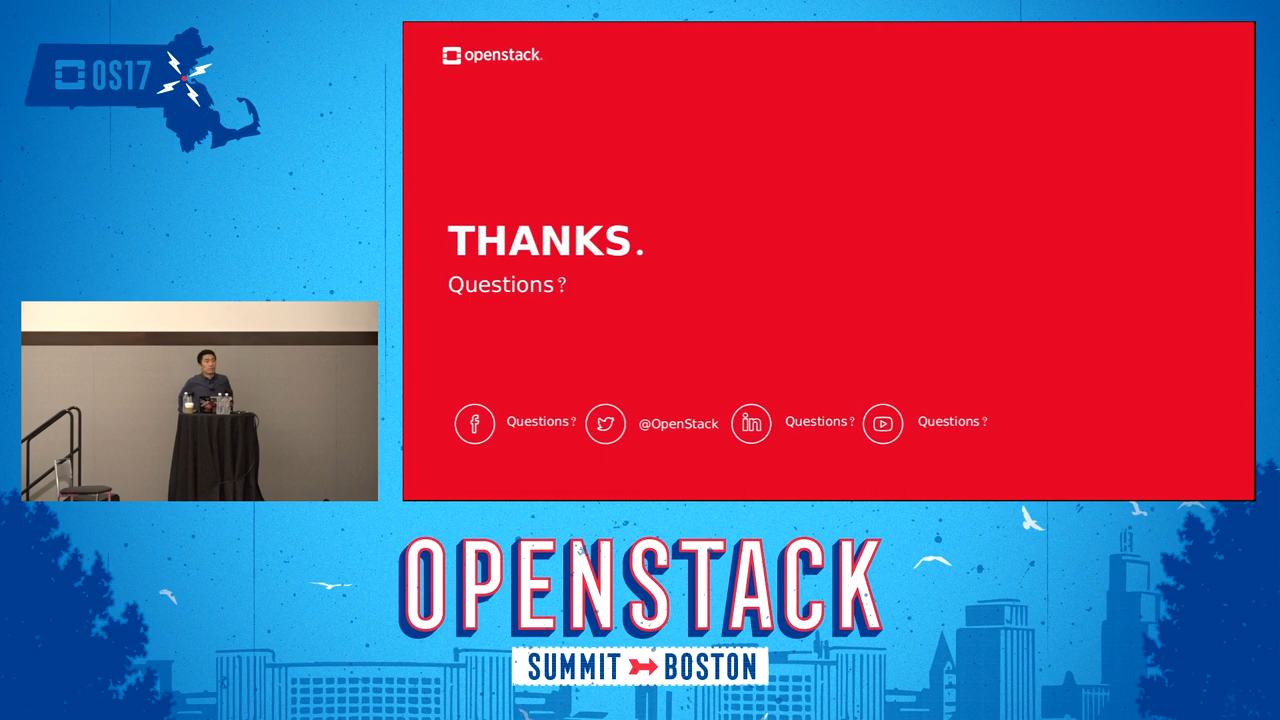 OS17
openstack.
THANKS.
Questions?
Questions?
@OpenStack
Questions?
Questions?
OPENSTACK
SUMMIT BOSTON